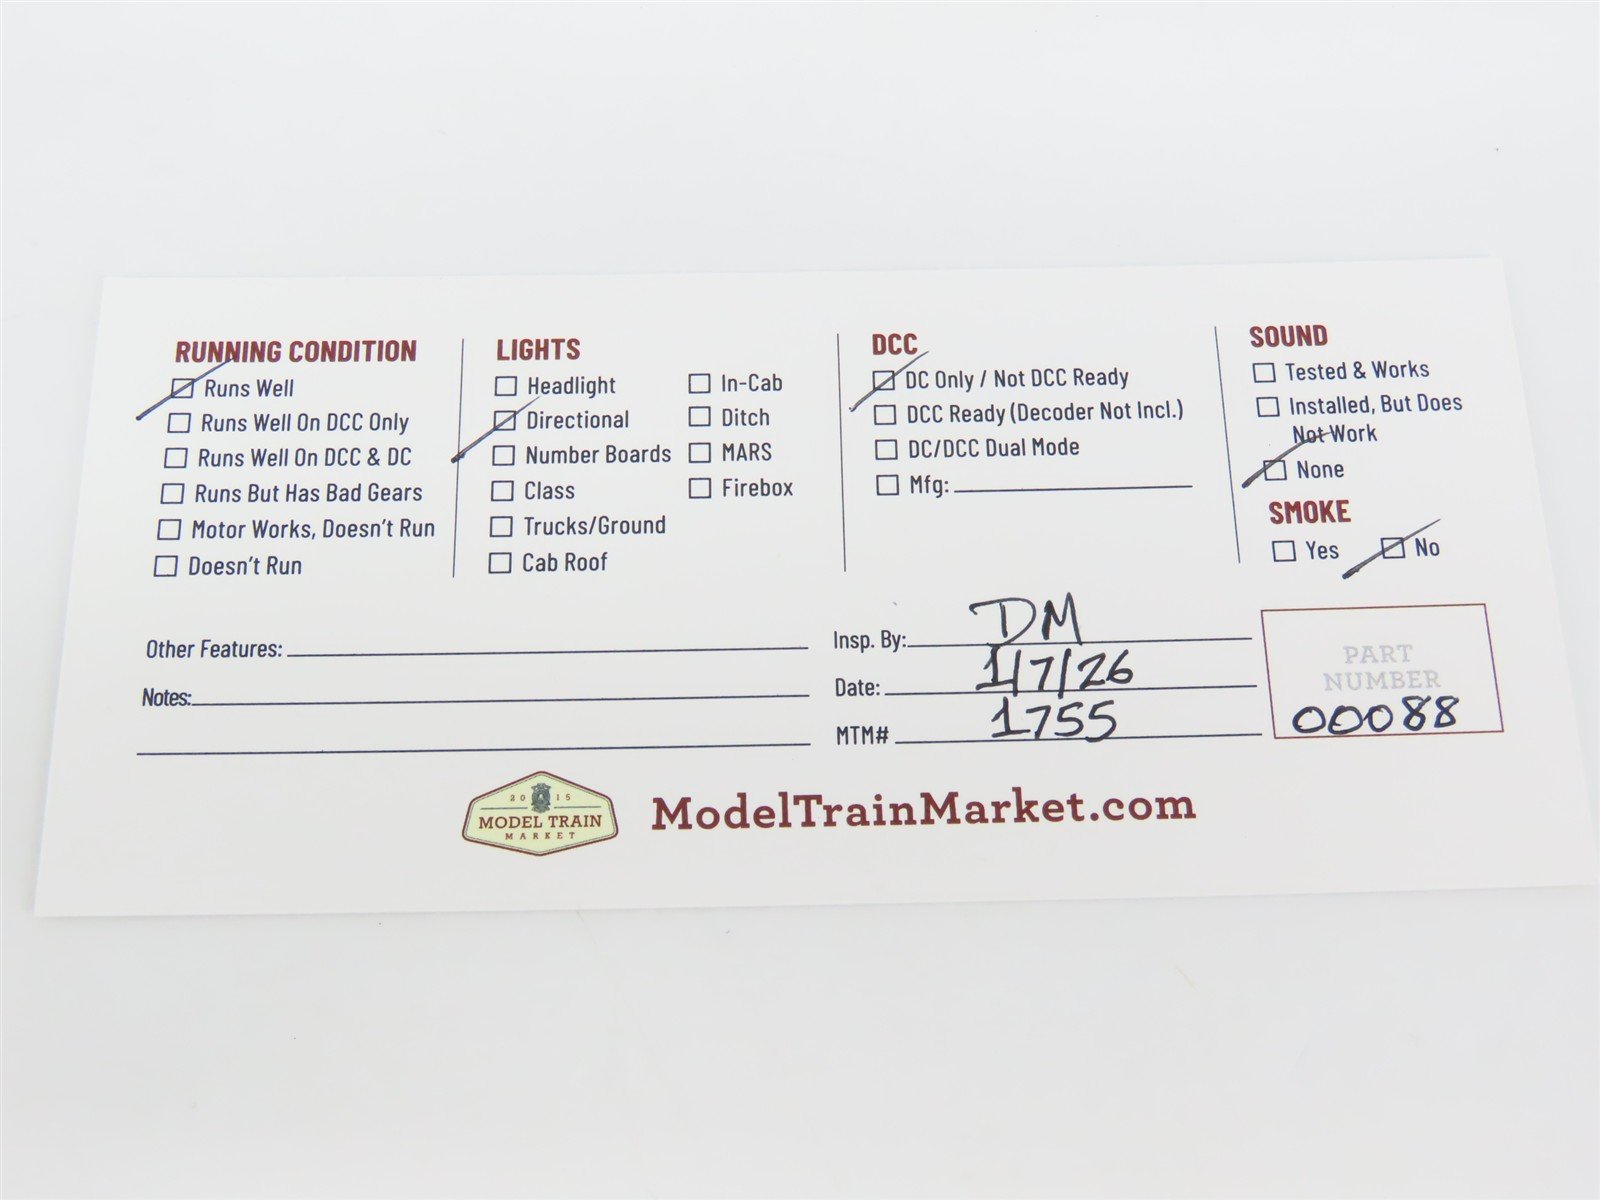 RUNNING CONDITION
Runs Well
Runs Well On DCC Only
Runs Well On DCC & DC
Runs But Has Bad Gears
Motor Works, Doesn't Run
Doesn't Run
LIGHTS
Headlight
Directional
Number Boards
Class
Trucks/Ground
Cab Roof
In-Cab
Ditch
MARS
Firebox
DCC
DC Only / Not DCC Ready
DCC Ready (Decoder Not Incl.)
DC/DCC Dual Mode
Mfg:
SOUND
Tested & Works
Installed, But Does
Not Work
None
SMOKE
Yes No
Other Features:
Notes:
Insp. By: DM
Date: 1/7/26
MTM# 1755
PART
NUMBER
00088
2015
MODEL TRAIN
MARKET
ModelTrainMarket.com